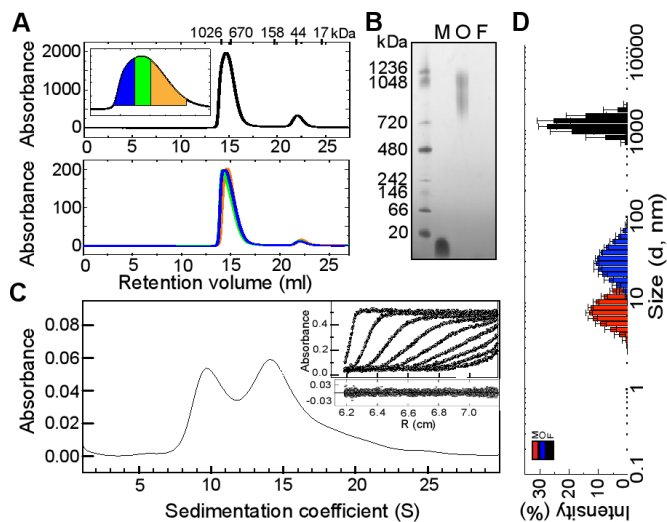 A
1026 670 158 44 17 kDa
Absorbance
2000
1000
0
0 5 10 15 20 25
Absorbance
200
100
0
0 5 10 15 20 25
Retention volume (ml)
B
M O F
kDa
1236
1048
720
480
242
146
66
20
C
Absorbance
0.08
0.06
0.04
0.02
0.00
5 10 15 20 25
Sedimentation coefficient (S)
Absorbance
0.4
0.2
0.0
0.03
-0.03
6.2 6.4 6.6 6.8 7.0
R (cm)
D
10000
1000
100
10
1
0.1
Size (d, nm)
30 20 10 0
Intensity (%)
M
O
F